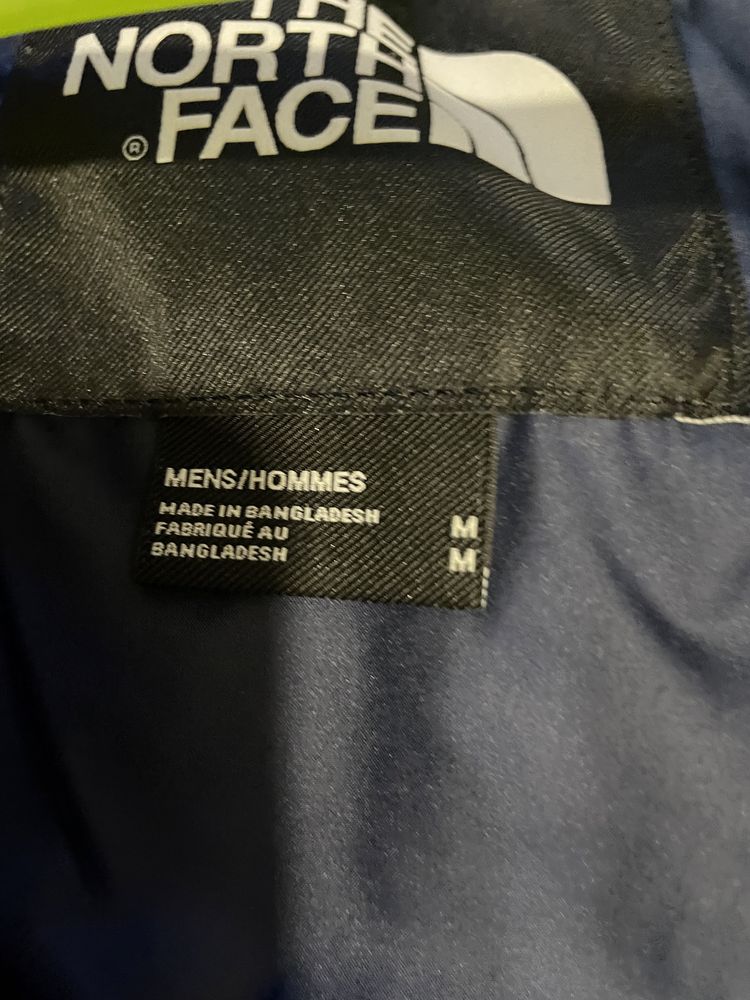 THE
NORTH
FACE
®
MENS/HOMMES
MADE IN BANGLADESH
FABRIQUÉ AU
BANGLADESH
M
M